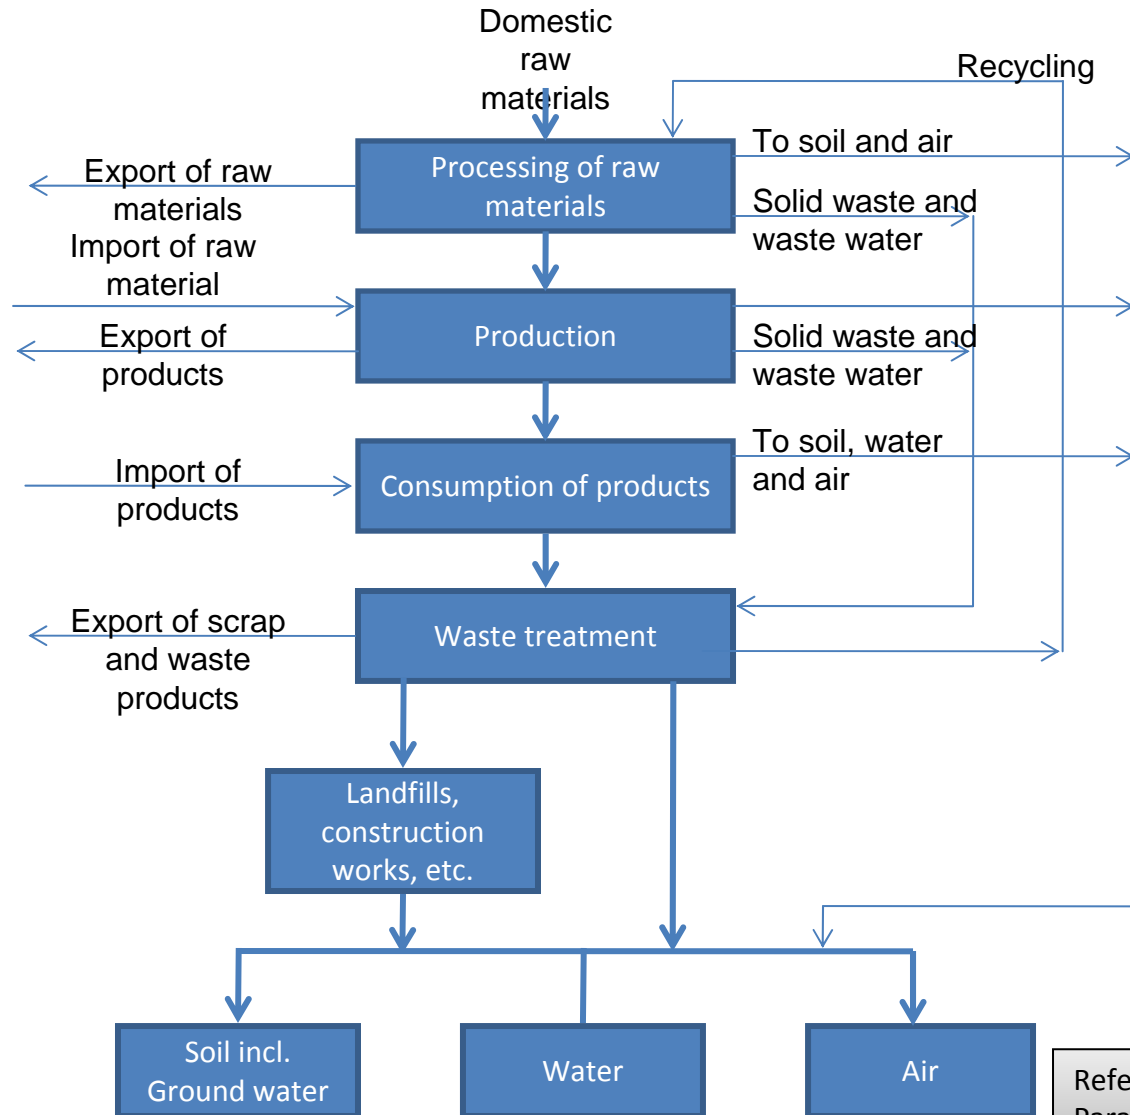 Domestic
raw
materials
Recycling
Processing of raw
materials
To soil and air
Export of raw
materials
Solid waste and
waste water
Import of raw
material
Production
Export of
products
Solid waste and
waste water
To soil, water
and air
Consumption of products
Import of
products
Waste treatment
Export of scrap
and waste
products
Landfills,
construction
works, etc.
Soil incl.
Ground water
Water
Air